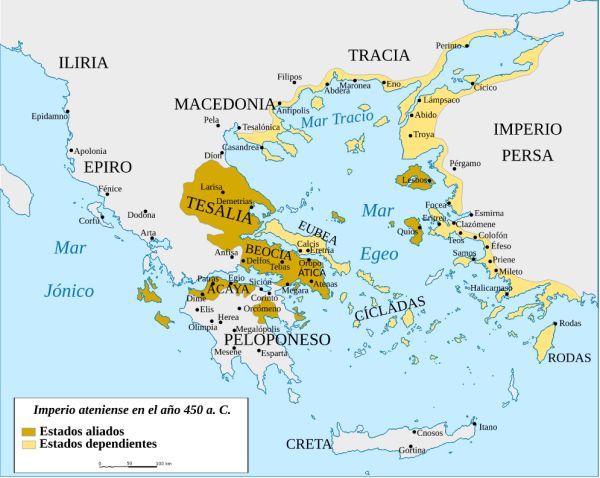 ILIRIA
TRACIA
Perinto
Filipos
Maronea
Eno
Abdera
Cícico
MACEDONIA
Anfípolis
Lámpsaco
Epidamno
Pela
Tesalónica
Mar Tracio
Abido
IMPERIO
PERSA
Troya
Apolonia
Casandrea
Dion
EPIRO
Pérgamo
Fénice
Larisa
Lesbos
Demetrias
TESALIA
Dodona
Corfú
Mar
Egeo
Focea
Esmirna
Eritrea
Clazómene
Arta
EUBEA
Quíos
Teos
Colofón
Mar
Jónico
Calcis
Eretria
Éfeso
BEOCIA
Anfisa
Delfos
Tebas
Oropo
Samos
Priene
ÁTICA
Mileto
Patras
Egio
Sición
Atenas
Megara
Halicarnaso
ACAYA
Dime
Corinto
CÍCLADAS
Elis
Orcómeno
Herea
Olimpia
Megalópolis
Rodas
PELOPONESO
Mesene
Esparta
RODAS
Imperio ateniense en el año 450 a. C.
Estados aliados
Estados dependientes
0 50 100 km
Itano
CRETA
Cnosos
Gortina